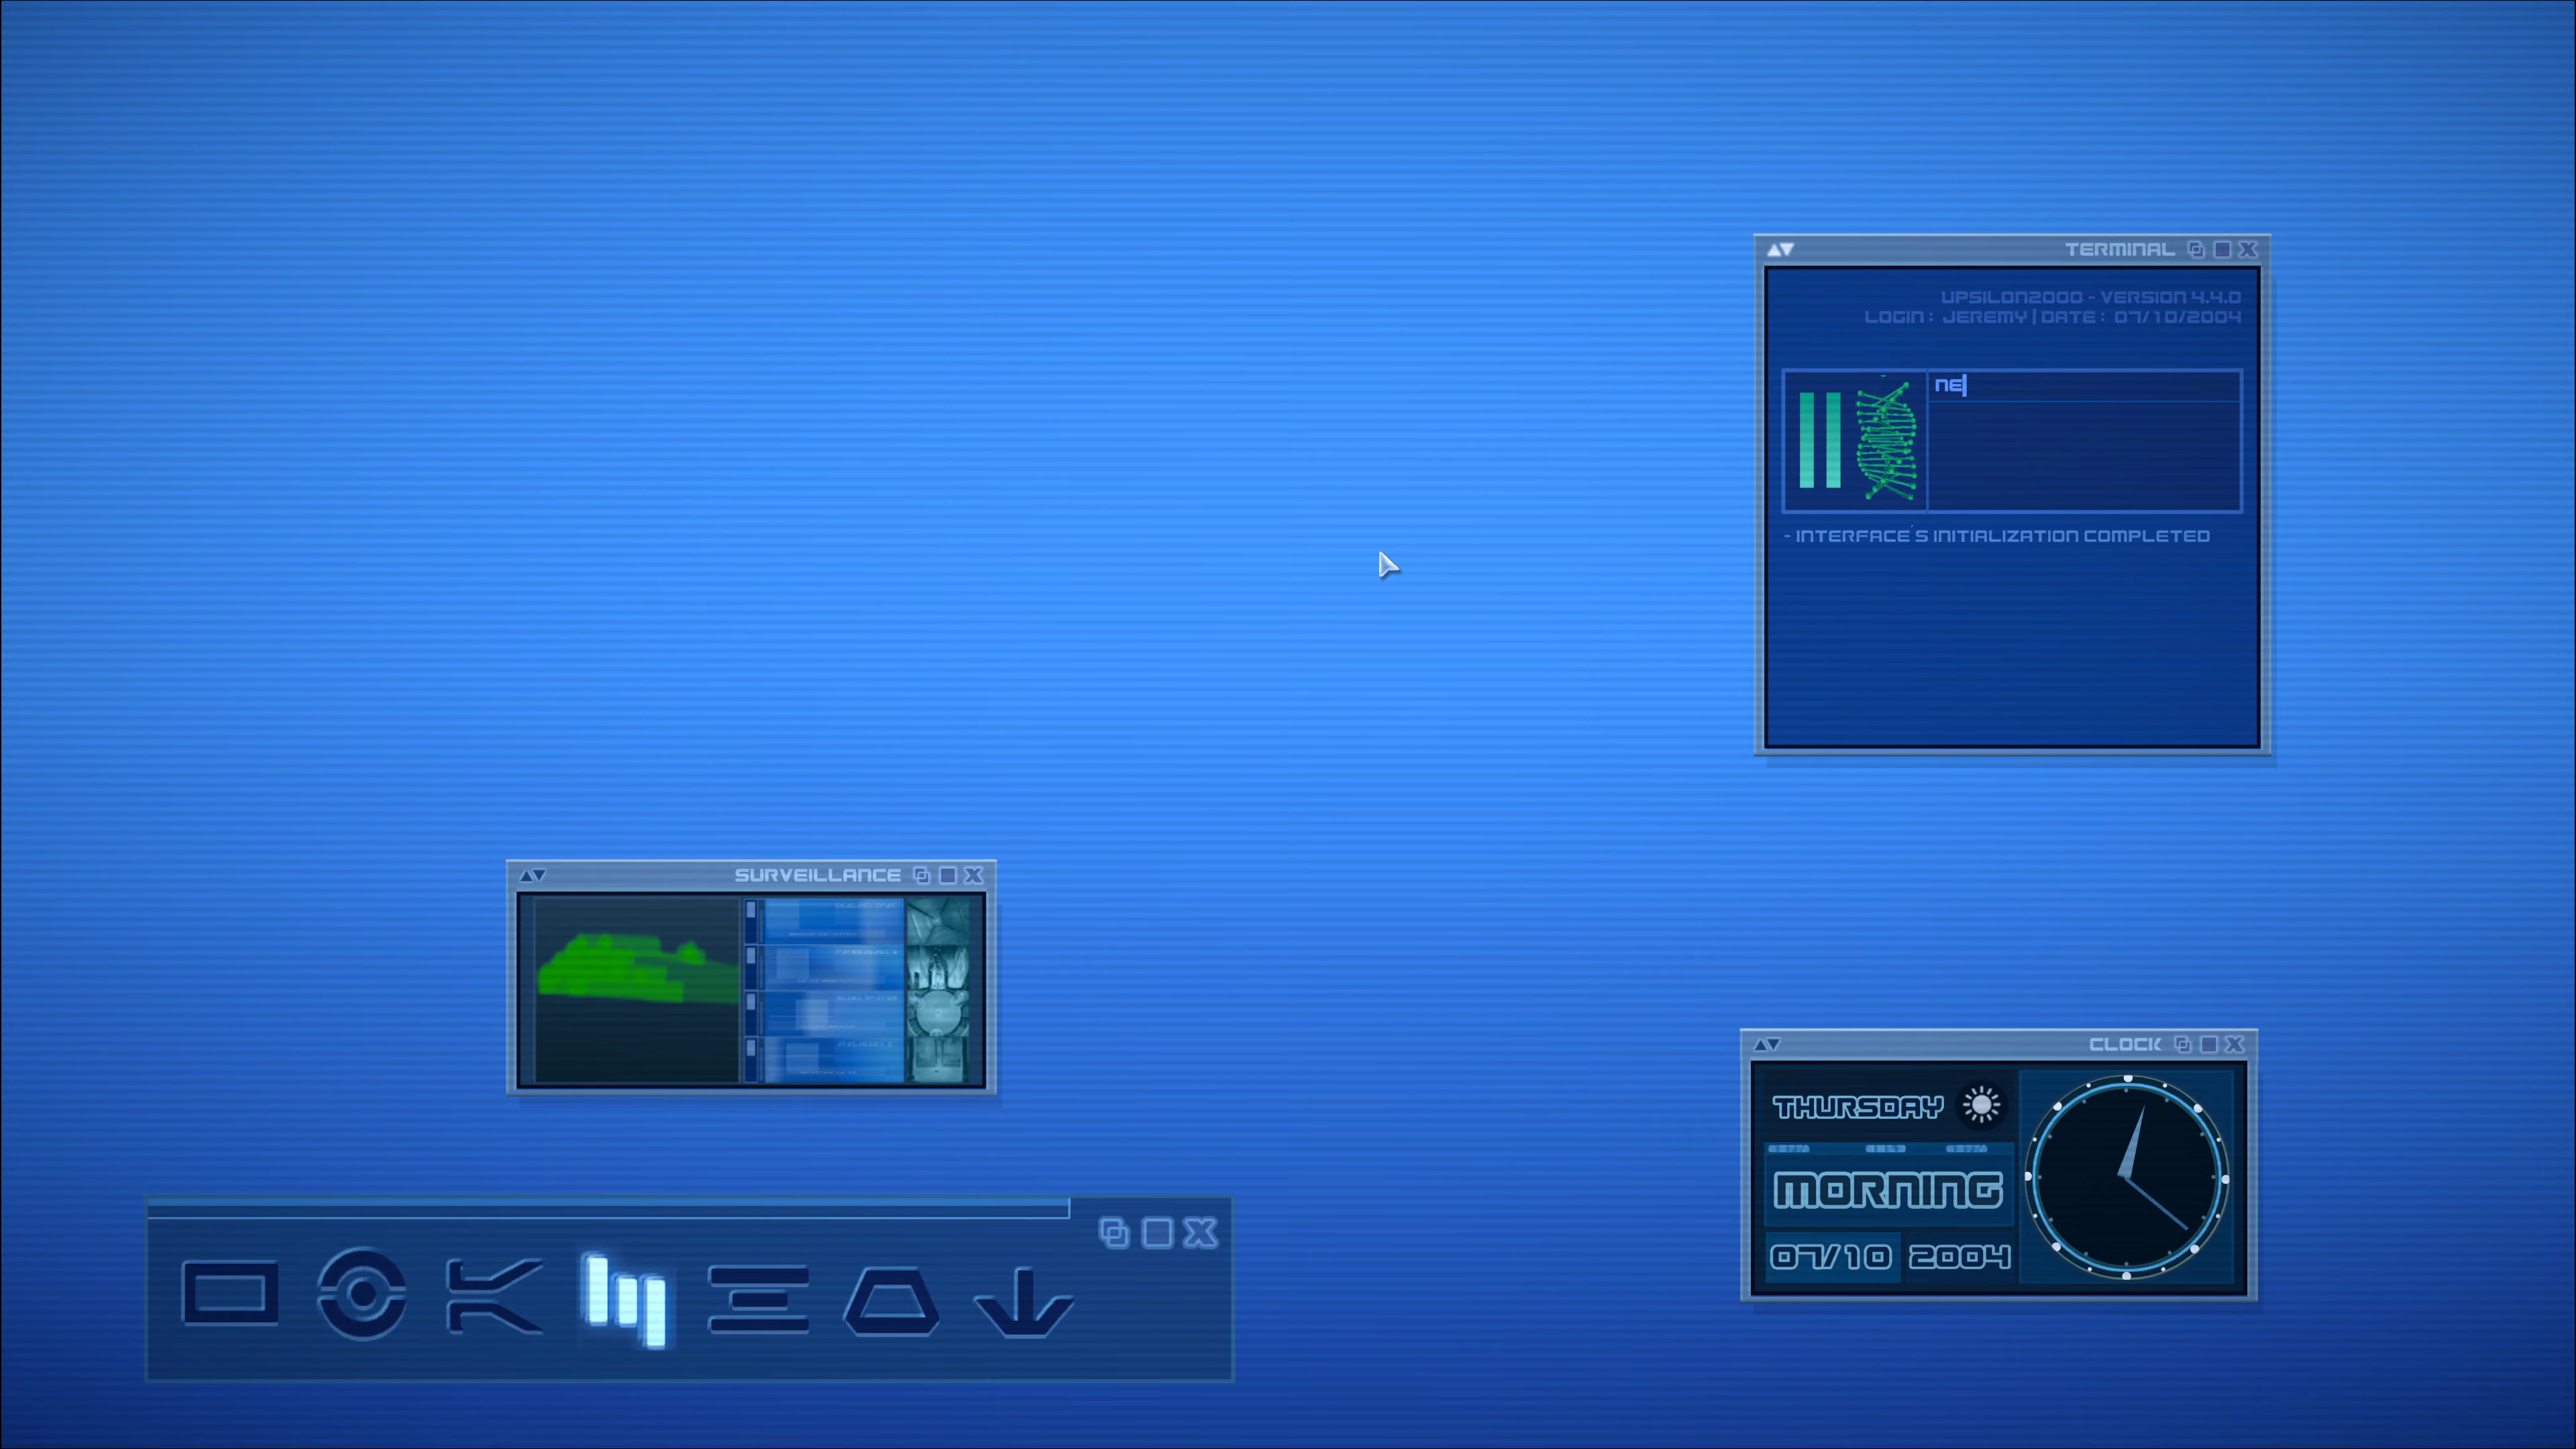 TERMINAL
UPSILON2000 - VERSION 4.4.0
LOGIN : JEREMY | DATE : 07/10/2004
NE
- INTERFACE'S INITIALIZATION COMPLETED
SURVEILLANCE
CLOCK
THURSDAY
MORNING
07/10 2004